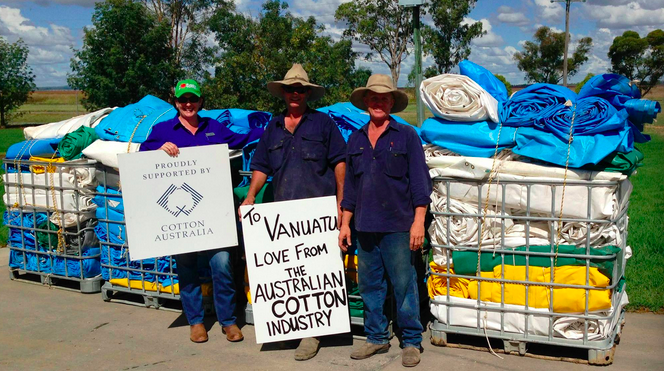 PROUDLY
SUPPORTED BY
COTTON
AUSTRALIA
TO VANUATU
LOVE FROM
THE
AUSTRALIAN
COTTON
INDUSTRY